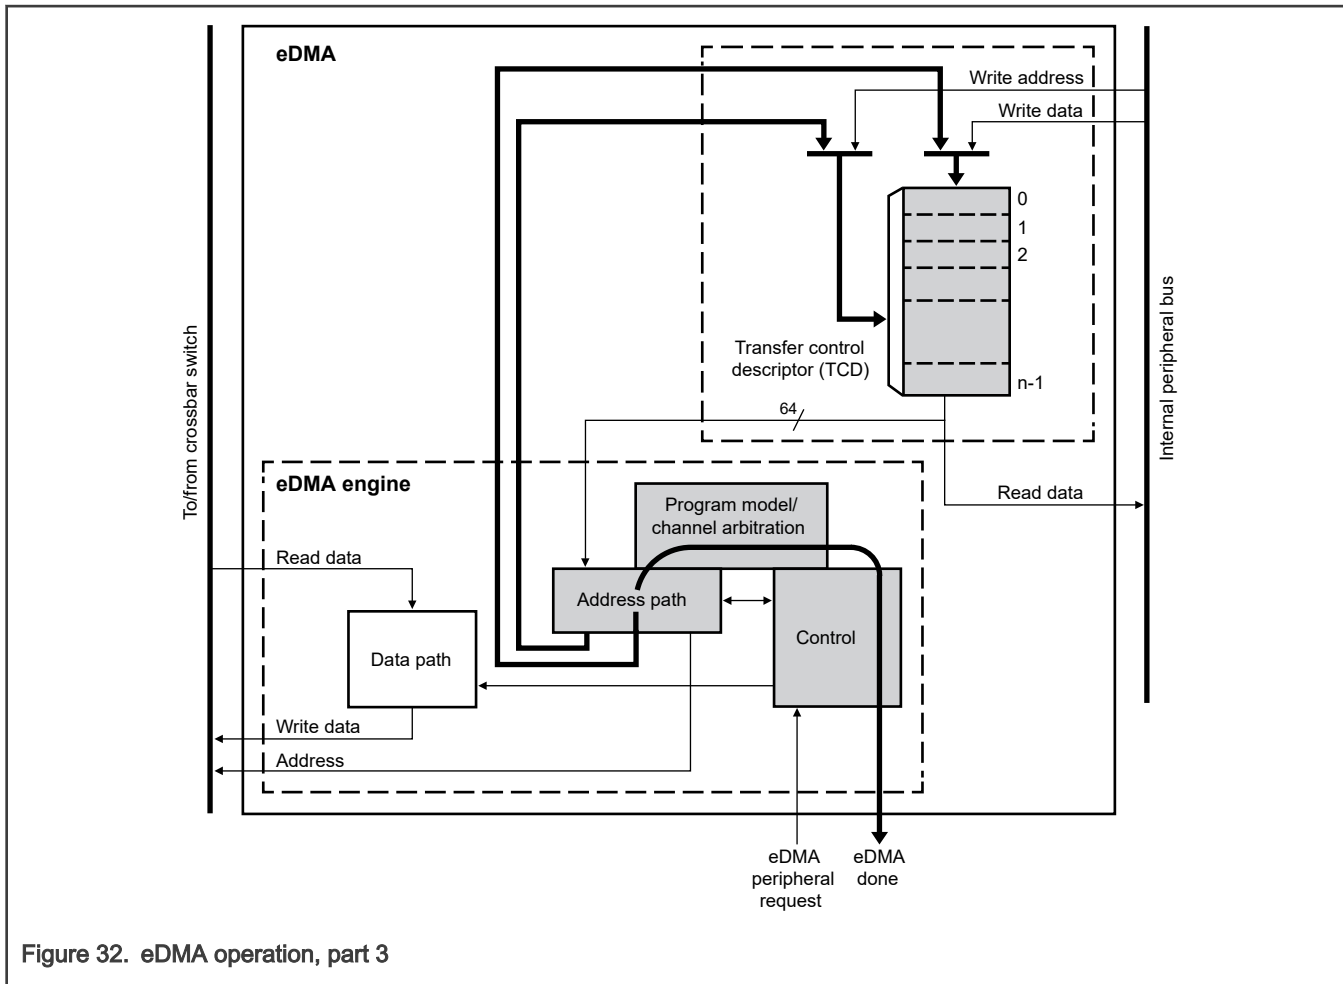 eDMA
Write address
Write data
0
1
2
n-1
Transfer control
descriptor (TCD)
64
To/from crossbar switch
Internal peripheral bus
eDMA engine
Read data
Program model/
channel arbitration
Read data
Address path
Control
Data path
Write data
Address
eDMA
peripheral
request
eDMA
done
Figure 32. eDMA operation, part 3